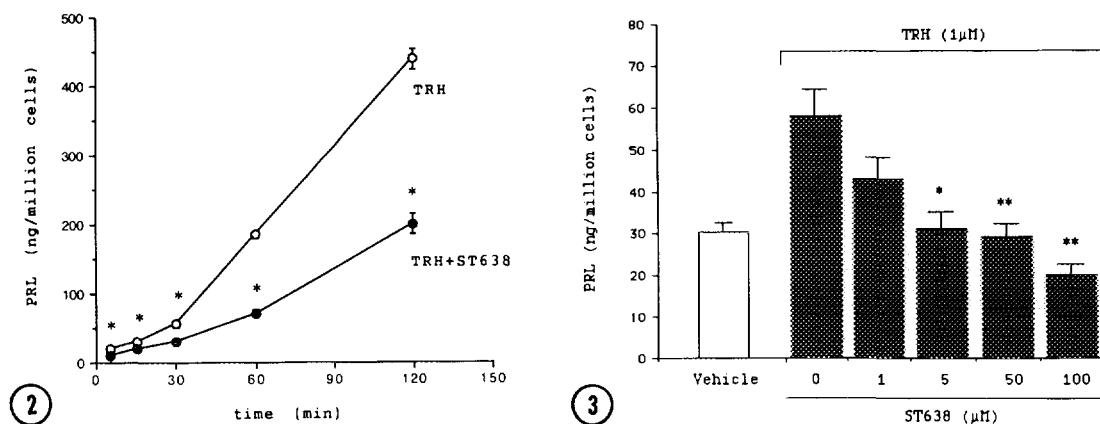 500
400
300
200
100
0
PRL (ng/million cells)
0 30 60 90 120 150
time (min)
TRH
TRH+ST638
* * * * *
2
80
70
60
50
40
30
20
10
0
PRL (ng/million cells)
TRH (1μM)
* ** **
Vehicle 0 1 5 50 100
ST638 (μM)
3